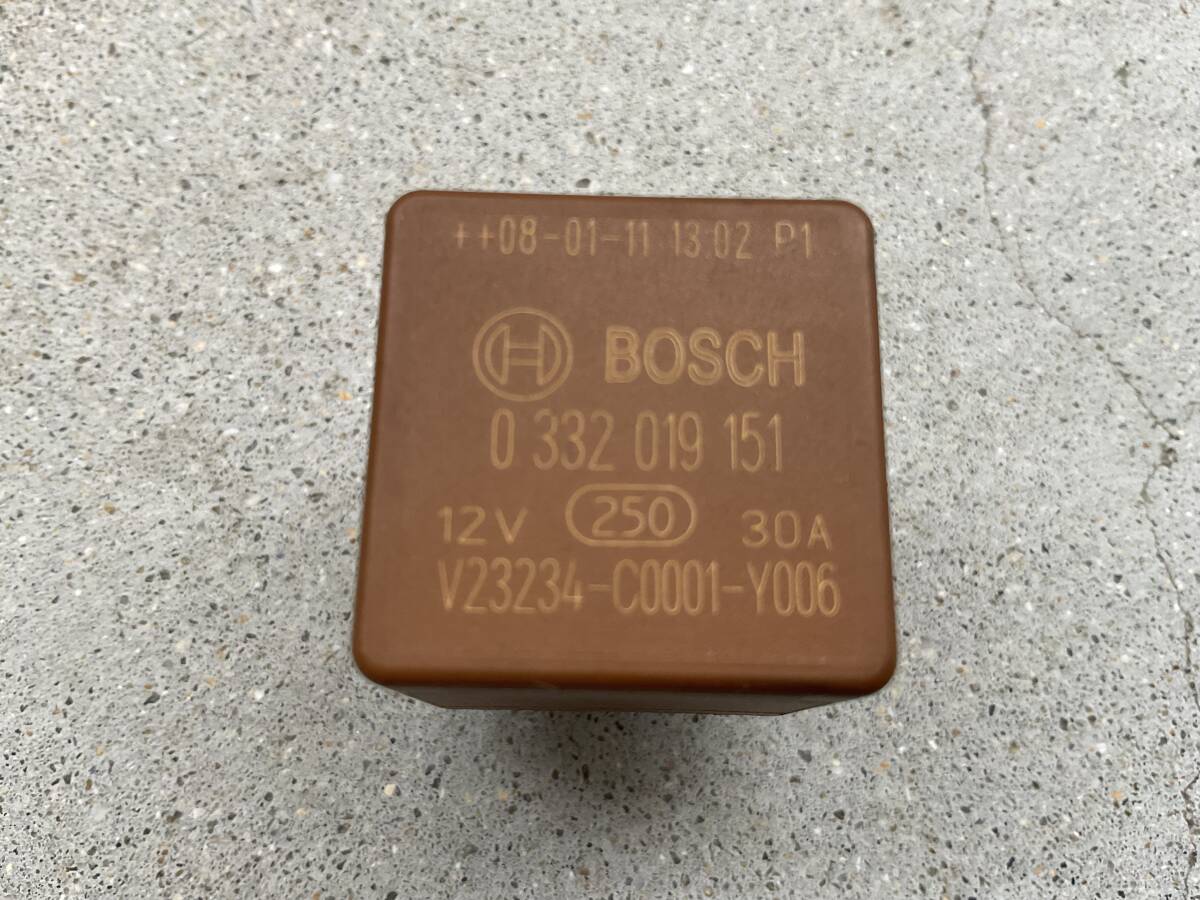 ++08-01-11 13:02 P1
BOSCH
0 332 019 151
12V 250 30A
V23234-C0001-Y006